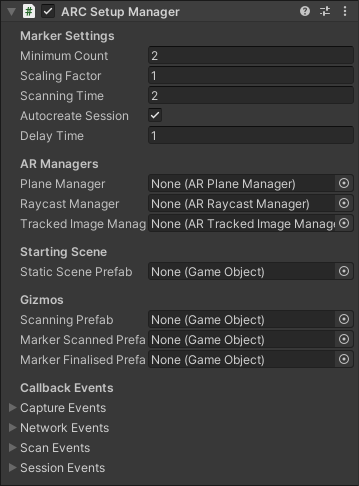 ARC Setup Manager
Marker Settings
Minimum Count 2
Scaling Factor 1
Scanning Time 2
Autocreate Session
Delay Time 1
AR Managers
Plane Manager None (AR Plane Manager)
Raycast Manager None (AR Raycast Manager)
Tracked Image Manag None (AR Tracked Image Manage
Starting Scene
Static Scene Prefab None (Game Object)
Gizmos
Scanning Prefab None (Game Object)
Marker Scanned Prefa None (Game Object)
Marker Finalised Prefa None (Game Object)
Callback Events
Capture Events
Network Events
Scan Events
Session Events